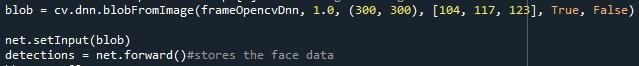 blob = cv.dnn.blobFromImage(frameOpencvDnn, 1.0, (300, 300), [104, 117, 123], True, False)
net.setInput(blob)
detections = net.forward()#stores the face data